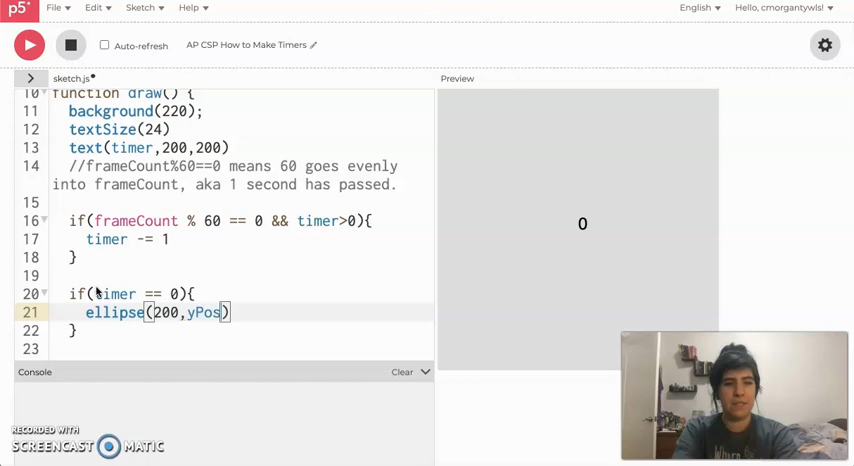 p5* File Edit Sketch Help English Hello, cmorgantywls!
Auto-refresh AP CSP How to Make Timers
sketch.js Preview
10 function draw() {
11 background(220);
12 textSize(24)
13 text(timer,200,200)
14 //frameCount%60==0 means 60 goes evenly
into frameCount, aka 1 second has passed.
15
16 if(frameCount % 60 == 0 && timer>0){
17 timer -= 1
18 }
19
20 if(timer == 0){
21 ellipse(200,yPos)
22 }
23
0
Console Clear
RECORDED WITH
SCREENCAST MATIC